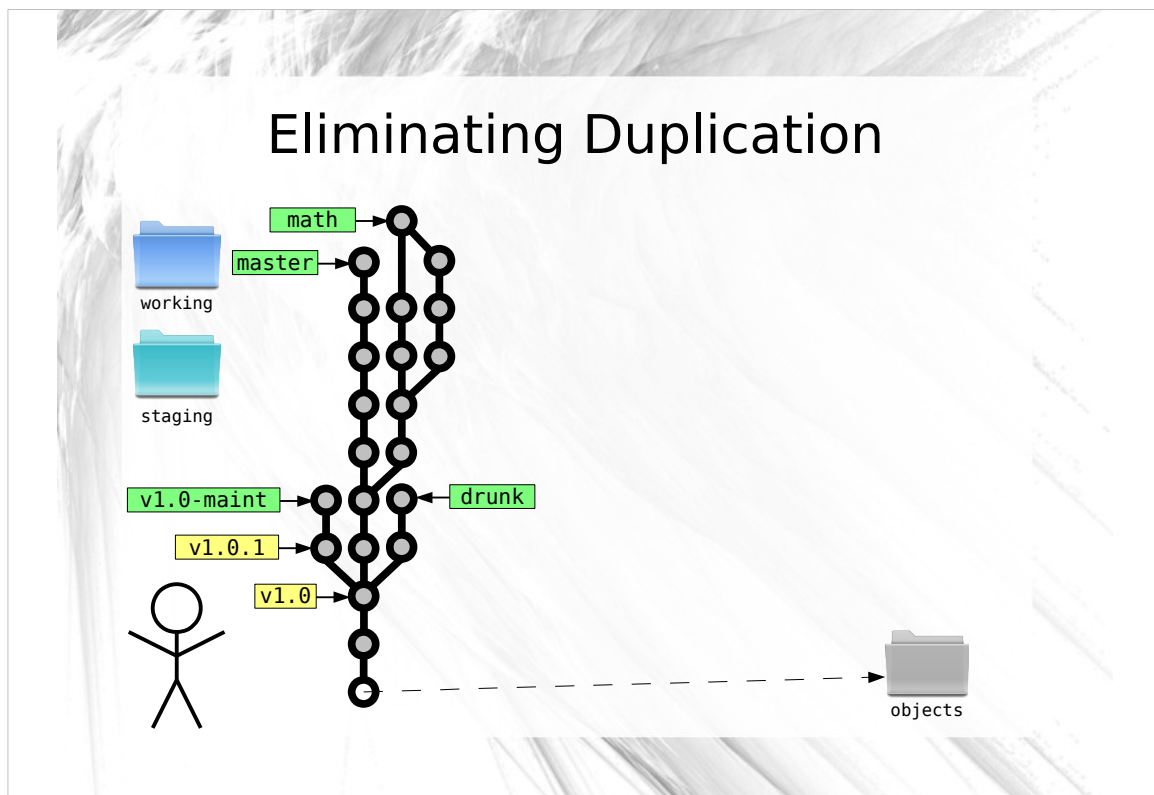 Eliminating Duplication
math
master
working
staging
v1.0-maint
drunk
v1.0.1
v1.0
objects